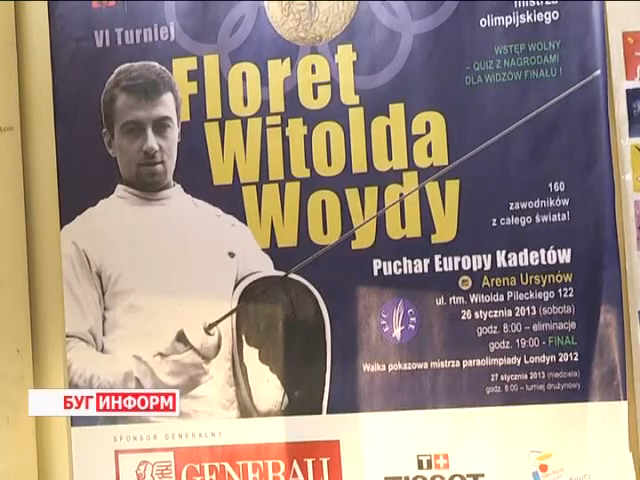 mistrza
olimpijskiego
VI Turniej
WSTĘP WOLNY
– QUIZ Z NAGRODAMI
DLA WIDZÓW FINAŁU !
Floret
Witolda
Woydy
160
zawodników
z całego świata!
Puchar Europy Kadetów
Arena Ursynów
ul. rtm. Witolda Pileckiego 122
26 stycznia 2013 (sobota)
godz. 8:00 – eliminacje
godz. 19:00 - FINAŁ
Walka pokazowa mistrza paraolimpiady Londyn 2012
27 stycznia 2013 (niedziela)
godz. 8:00 – turniej drużynowy
EFC CEE
БУГ ИНФОРМ
SPONSOR GENERALNY
GENERALI
TISSOT